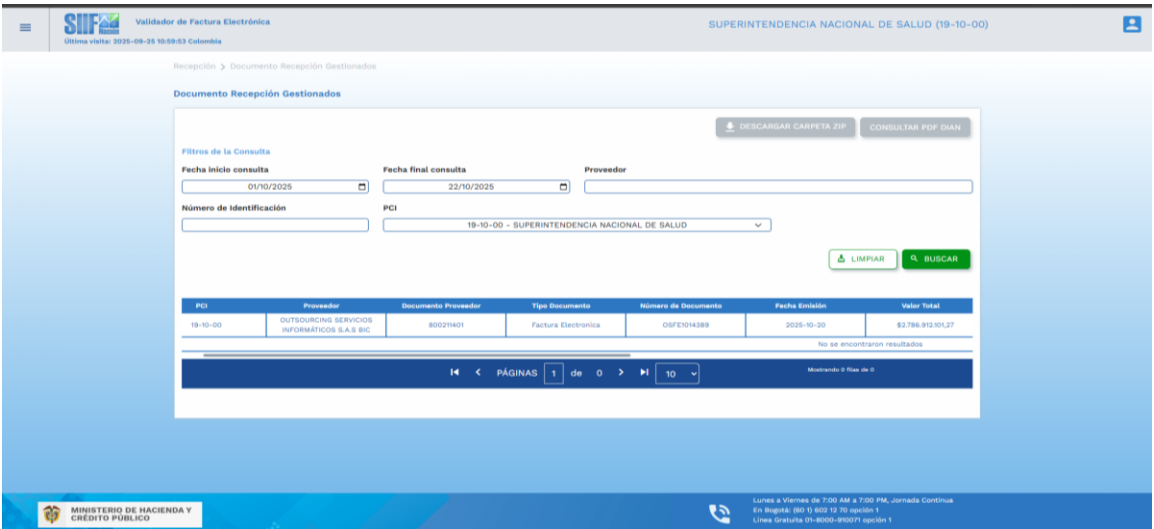 SIIF
Validador de Factura Electrónica
Última visita: 2025-09-25 10:59:53 Colombia
SUPERINTENDENCIA NACIONAL DE SALUD (19-10-00)
Recepción > Documento Recepción Gestionados
Documento Recepción Gestionados
DESCARGAR CARPETA ZIP CONSULTAR PDF DIAN
Filtros de la Consulta
Fecha inicio consulta Fecha final consulta Proveedor
01/10/2025 22/10/2025
Número de Identificación PCI
19-10-00 - SUPERINTENDENCIA NACIONAL DE SALUD
LIMPIAR BUSCAR
PCI Proveedor Documento Proveedor Tipo Documento Número de Documento Fecha Emisión Valor Total
19-10-00 OUTSOURCING SERVICIOS INFORMÁTICOS S.A.S BIC 800211401 Factura Electronica OSFE1014389 2025-10-20 $2.786.912.101,27
No se encontraron resultados
PÁGINAS 1 de 0 10 Mostrando 0 filas de 0
MINISTERIO DE HACIENDA Y
CRÉDITO PÚBLICO
Lunes a Viernes de 7:00 AM a 7:00 PM, Jornada Continua
En Bogotá: (60 1) 602 12 70 opción 1
Línea Gratuita 01-8000-910071 opción 1